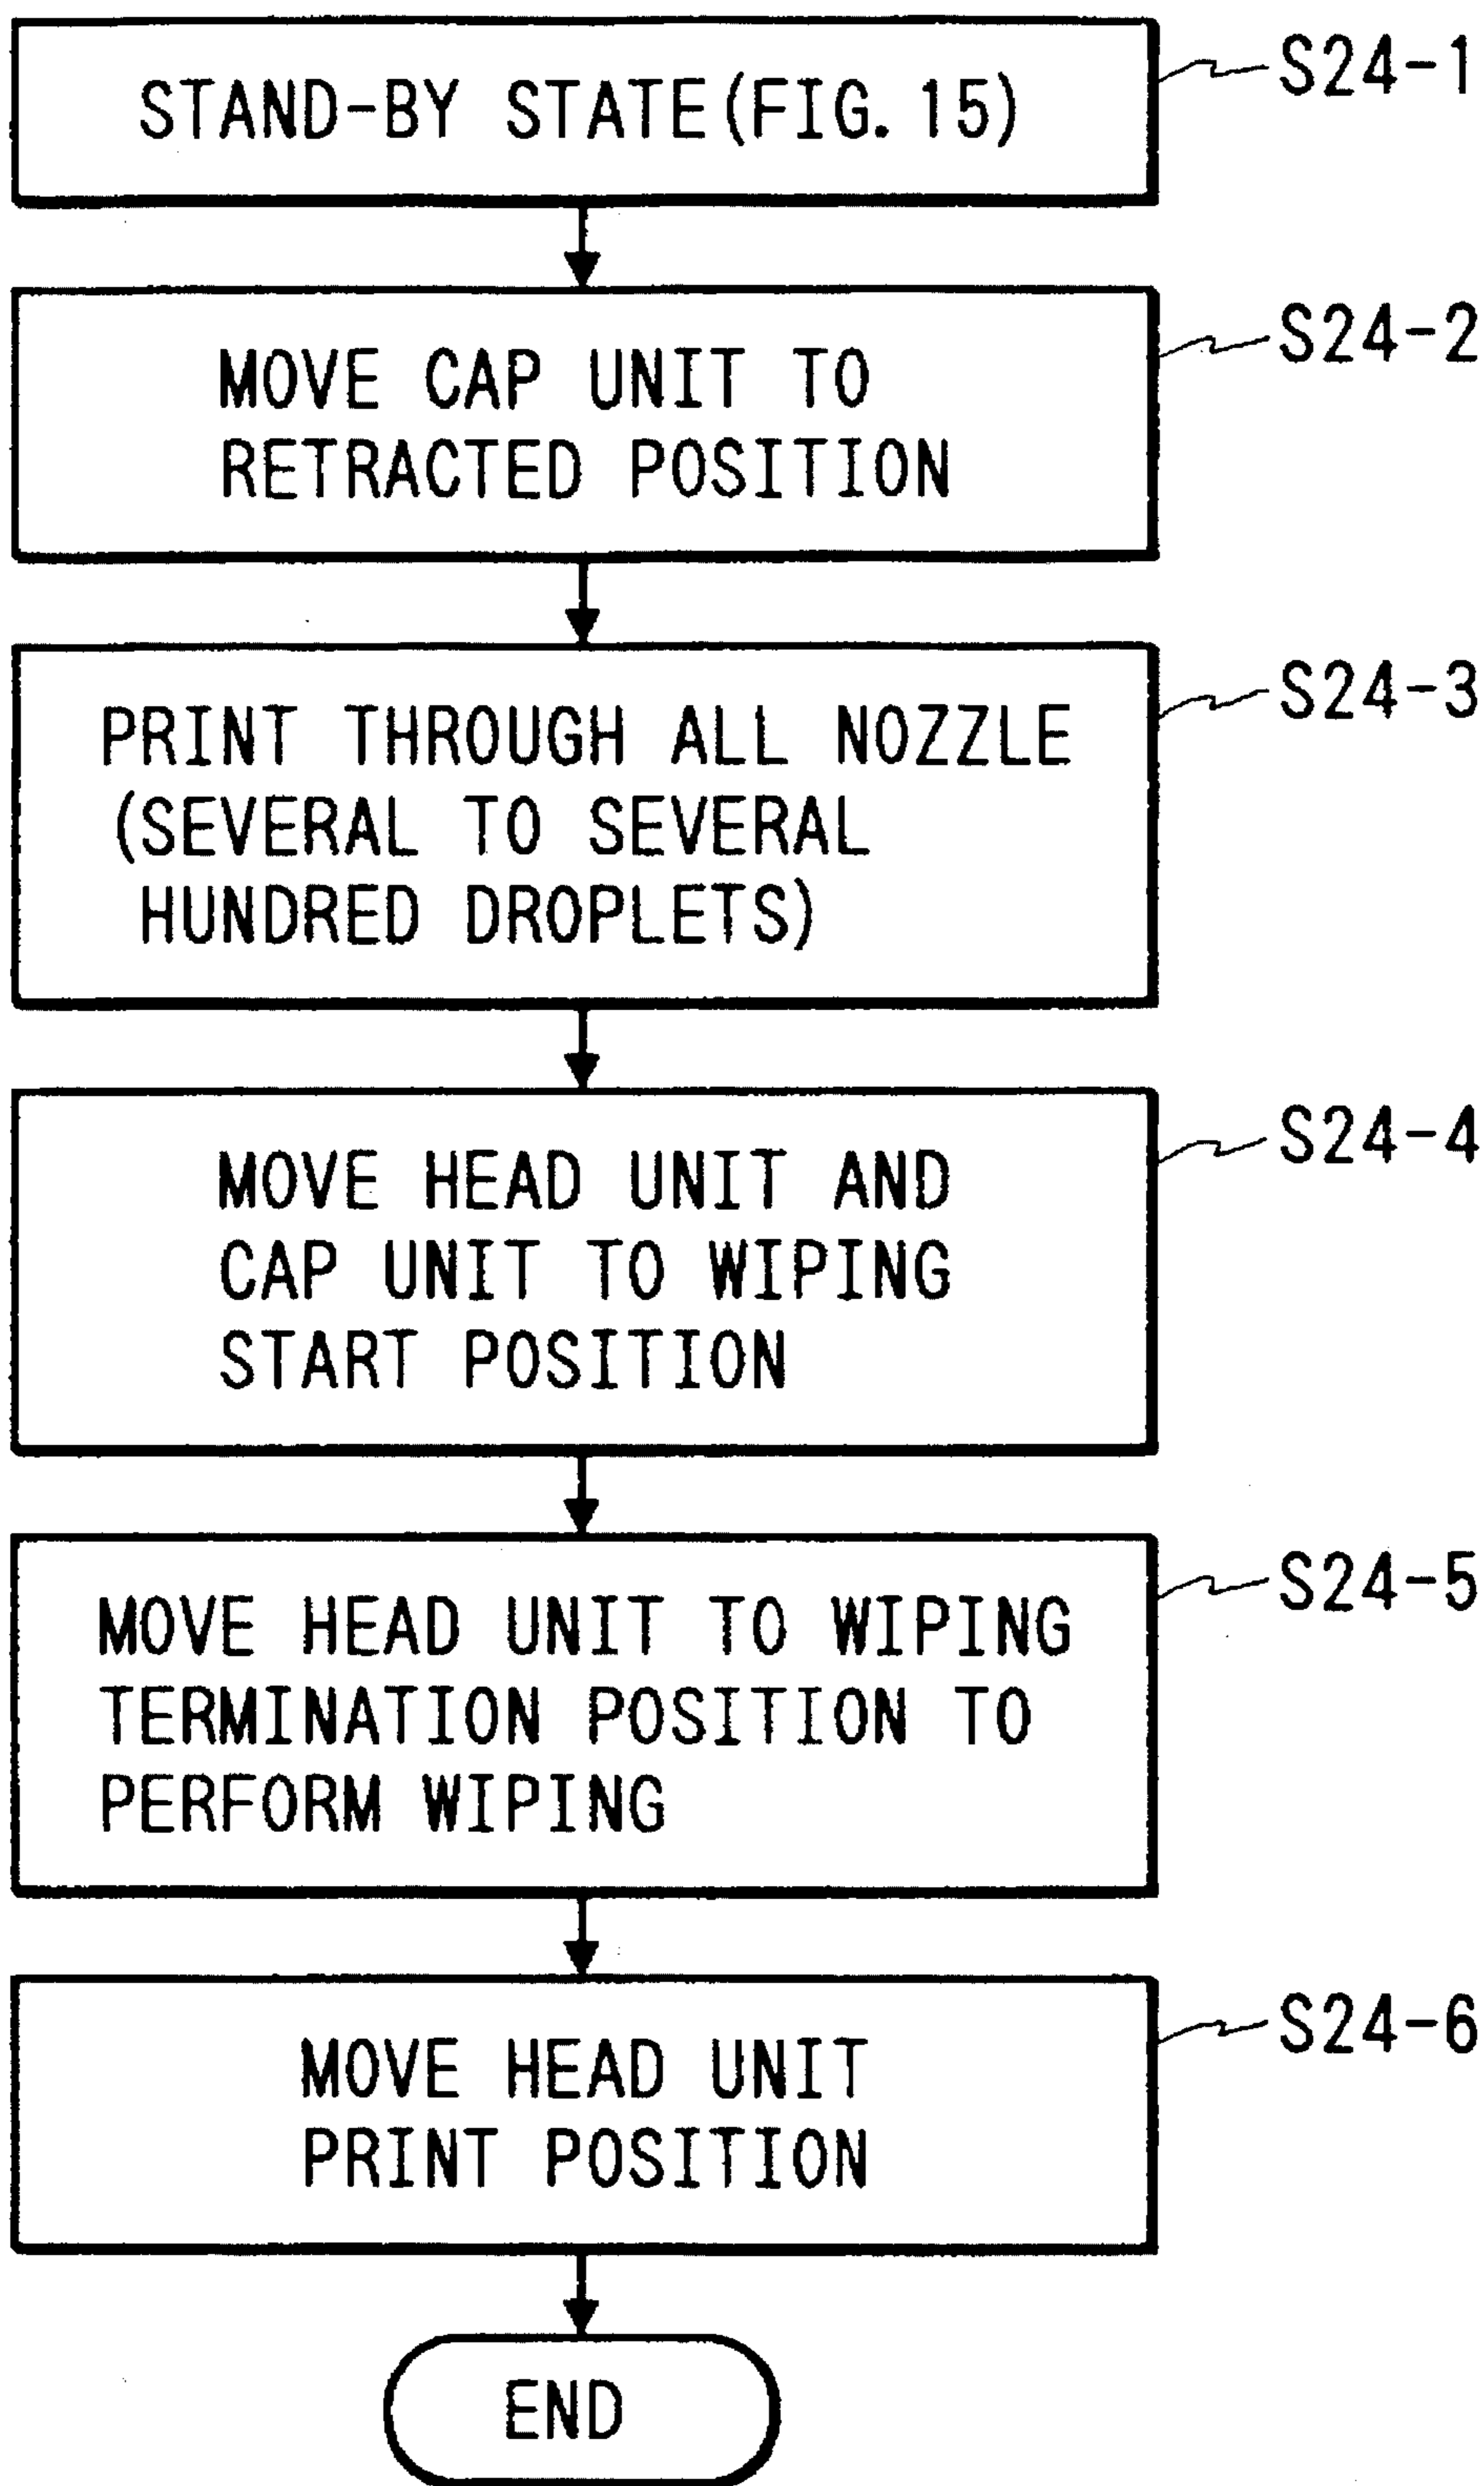 STAND-BY STATE(FIG. 15)
S24-1
MOVE CAP UNIT TO
RETRACTED POSITION
S24-2
PRINT THROUGH ALL NOZZLE
(SEVERAL TO SEVERAL
HUNDRED DROPLETS)
S24-3
MOVE HEAD UNIT AND
CAP UNIT TO WIPING
START POSITION
S24-4
MOVE HEAD UNIT TO WIPING
TERMINATION POSITION TO
PERFORM WIPING
S24-5
MOVE HEAD UNIT
PRINT POSITION
S24-6
END